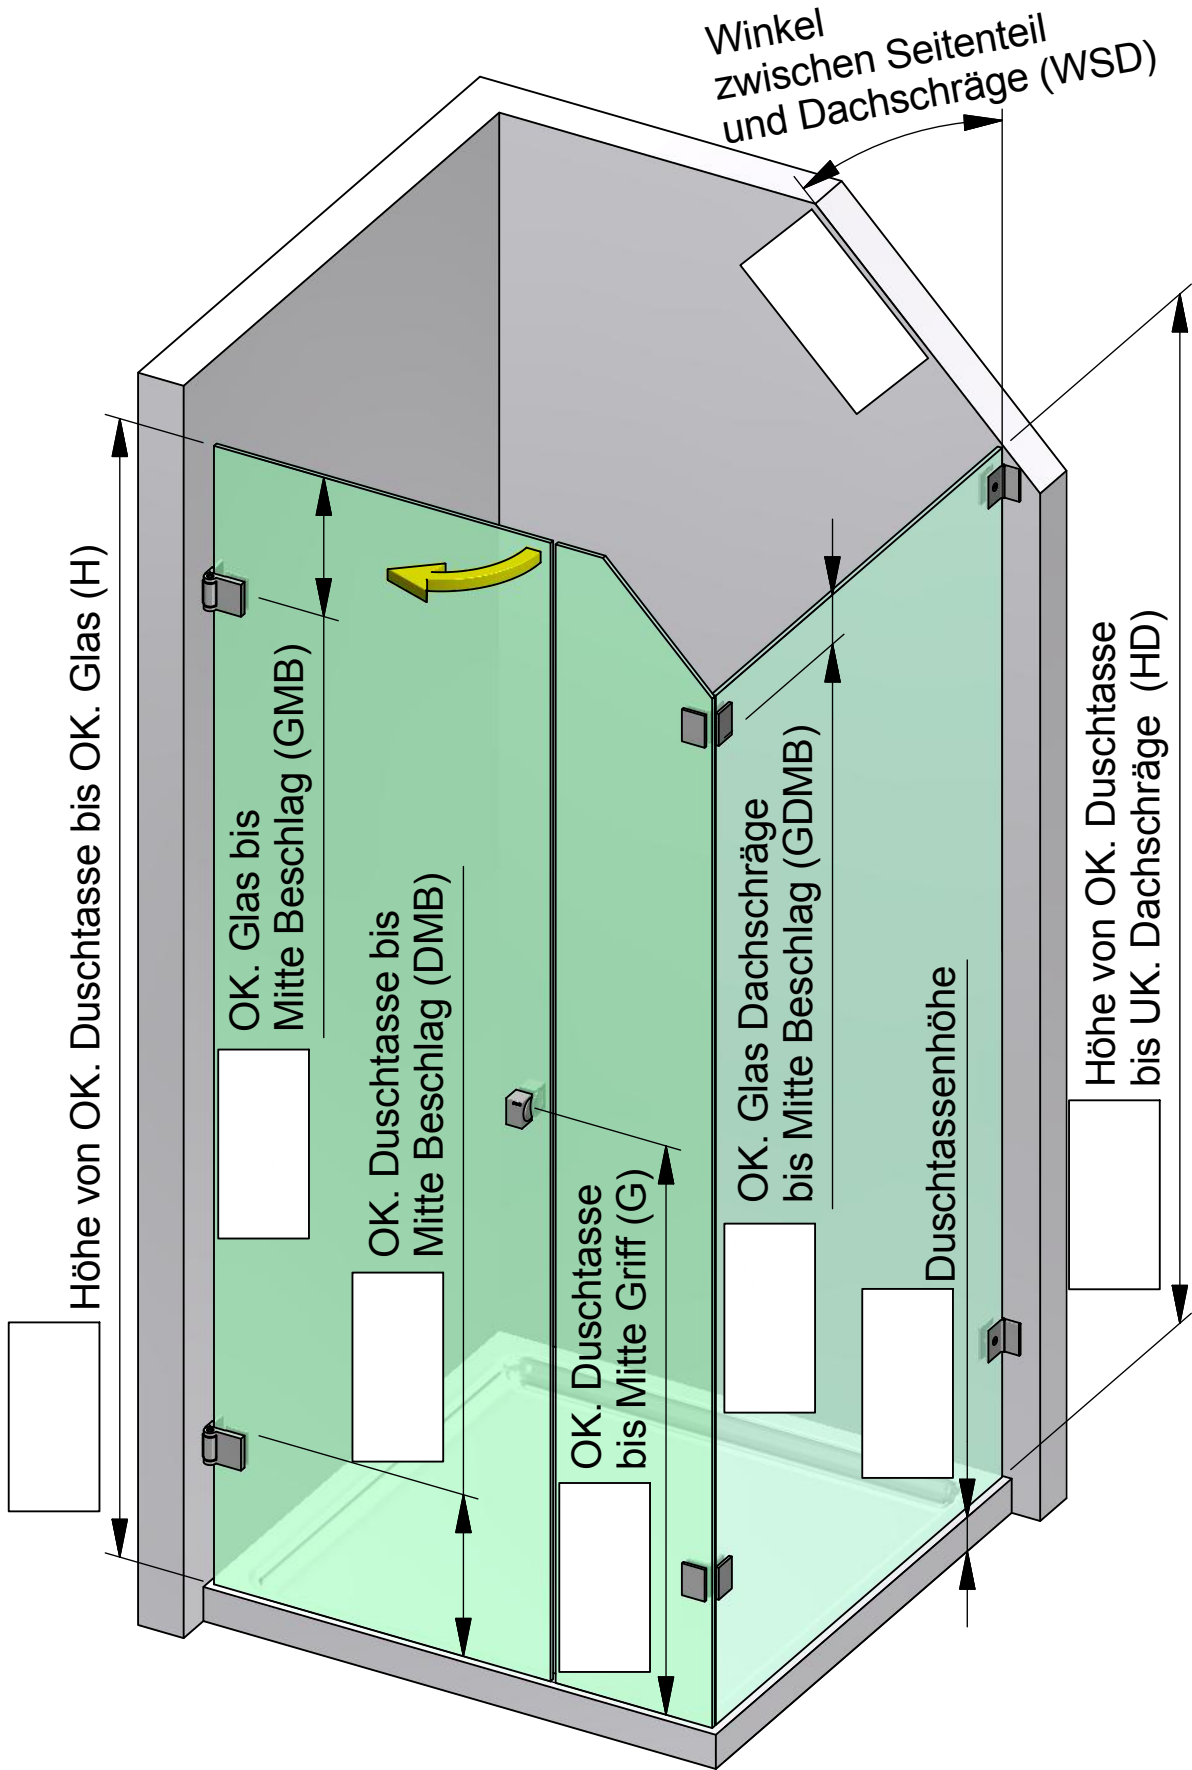 Winkel
zwischen Seitenteil
und Dachschräge (WSD)
Höhe von OK. Duschtasse bis OK. Glas (H)
OK. Glas bis
Mitte Beschlag (GMB)
OK. Duschtasse bis
Mitte Beschlag (DMB)
OK. Duschtasse
bis Mitte Griff (G)
OK. Glas Dachschräge
bis Mitte Beschlag (GDMB)
Duschtassenhöhe
Höhe von OK. Duschtasse
bis UK. Dachschräge (HD)